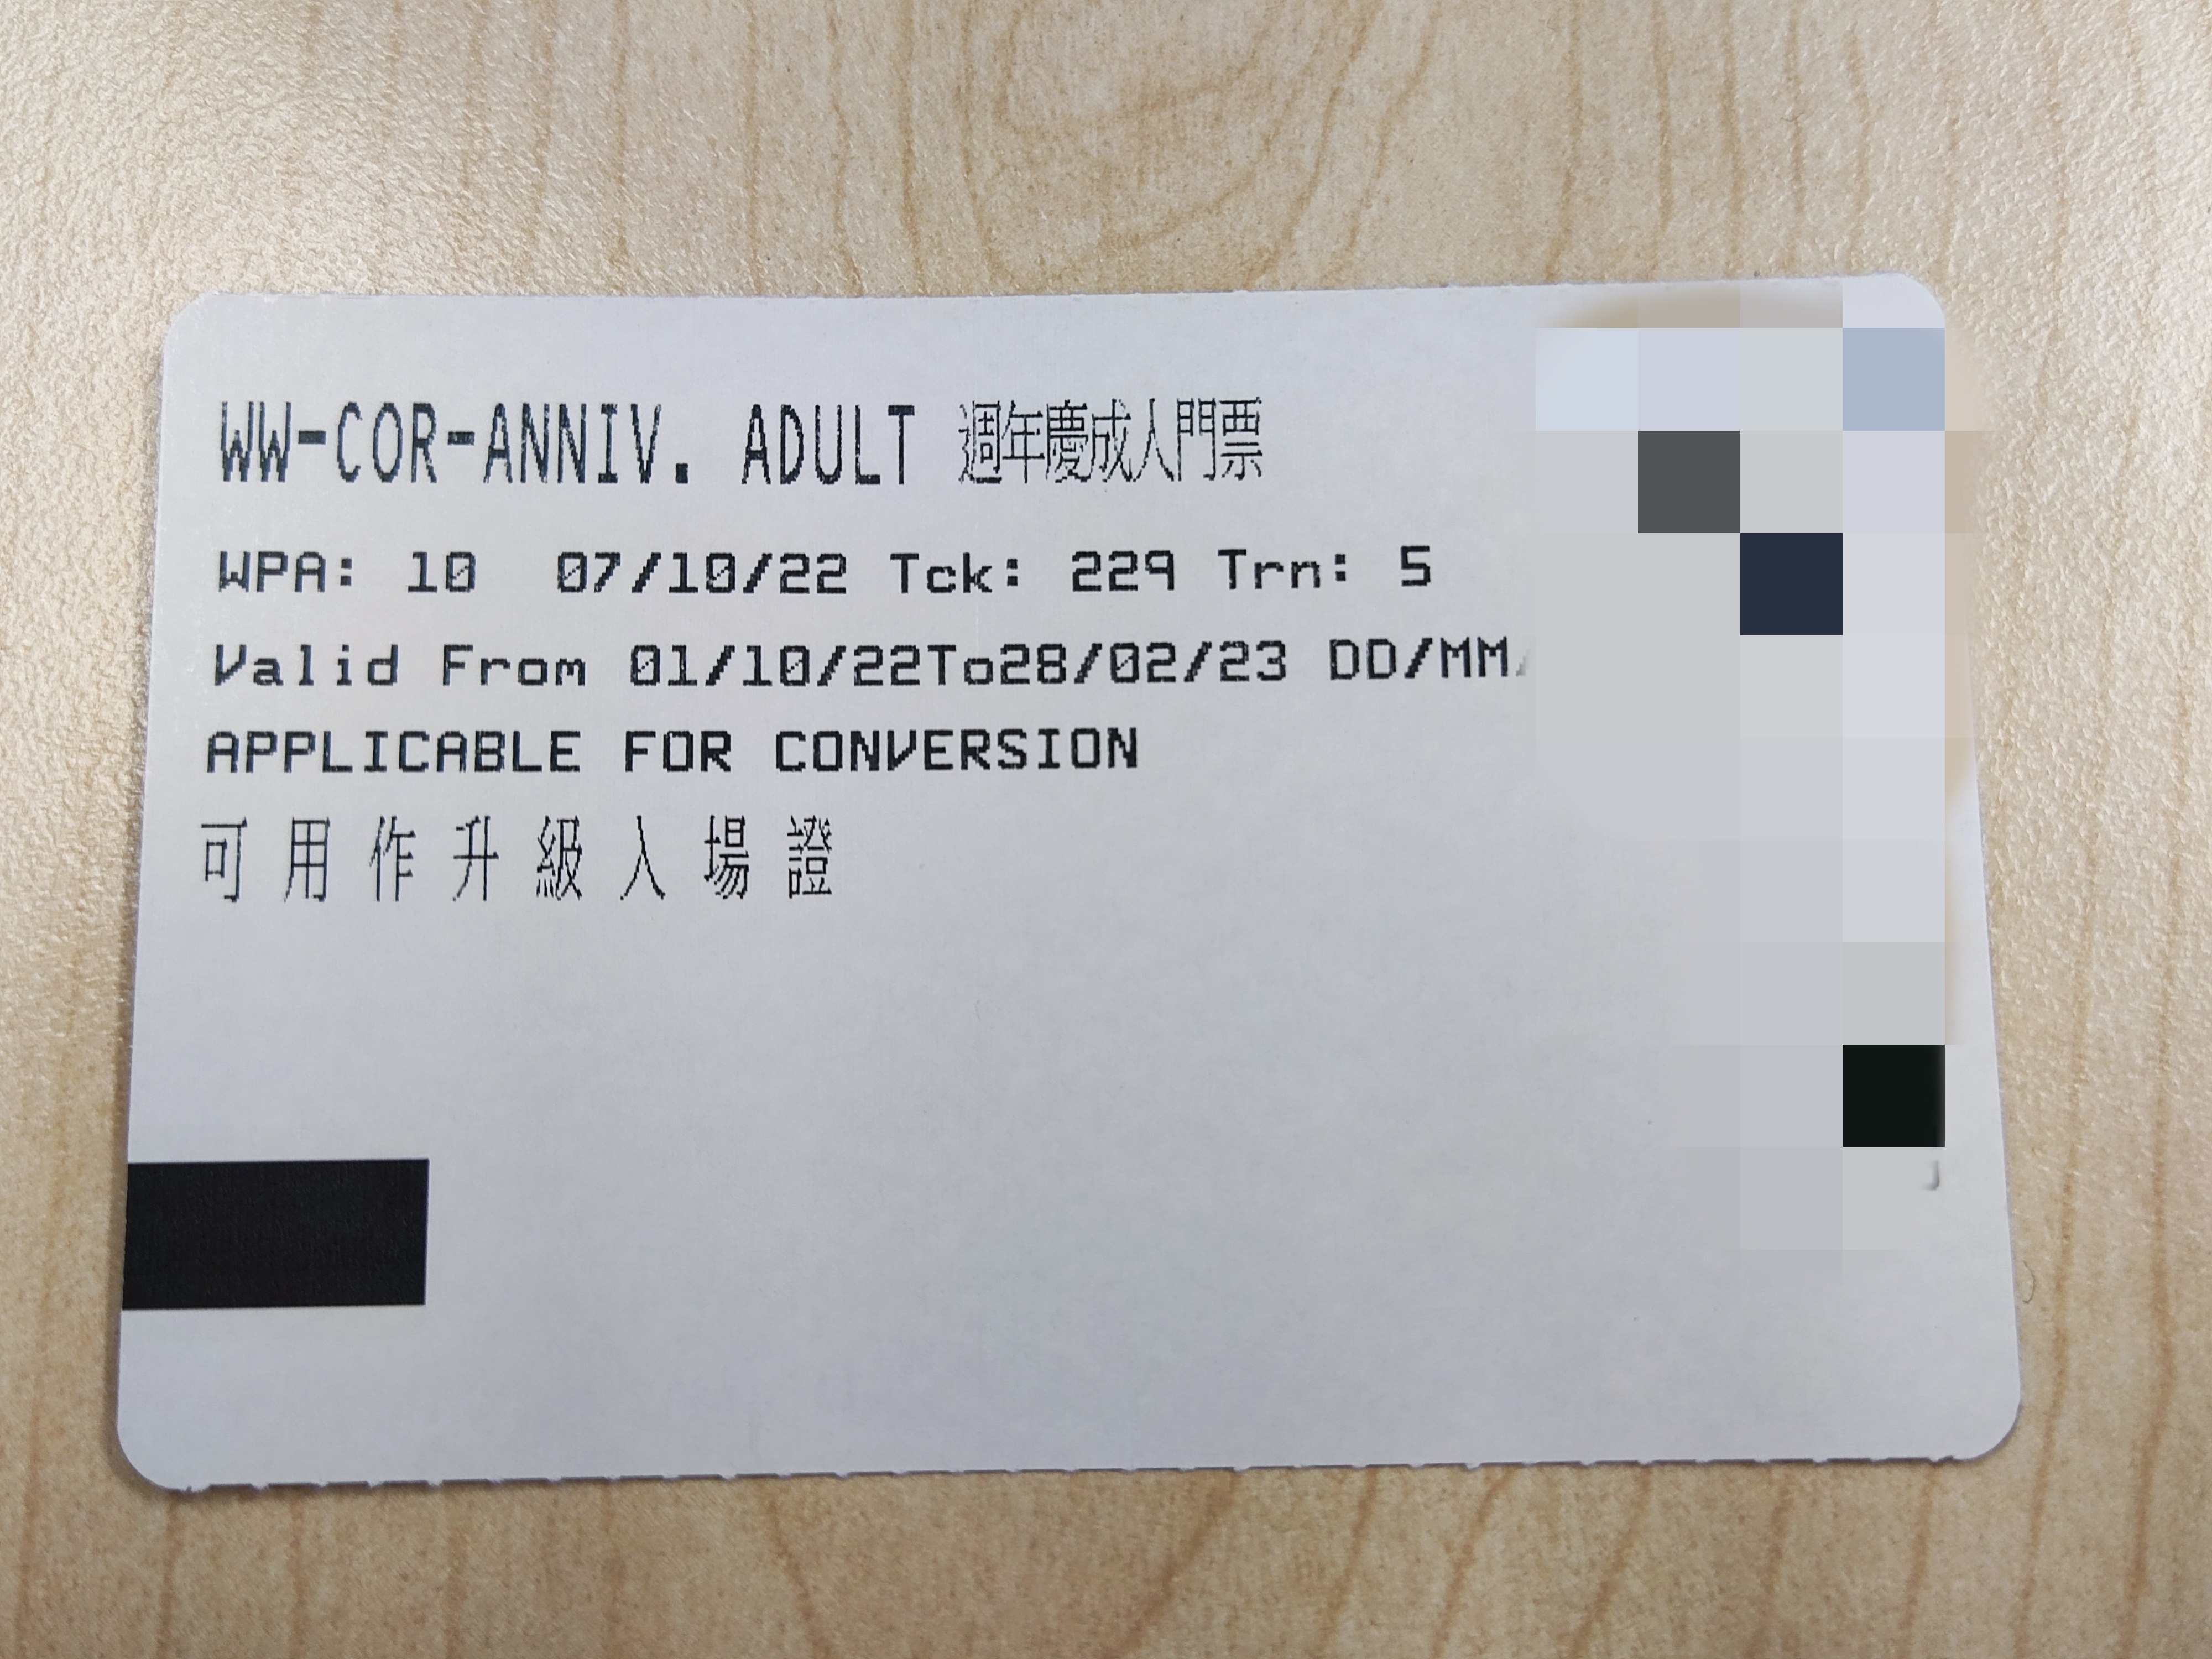 WW-COR-ANNIV. ADULT 週年慶成人門票
WPA: 10 07/10/22 Tck: 229 Trn: 5
Valid From 01/10/22To28/02/23 DD/MM/
APPLICABLE FOR CONVERSION
可用作升級入場證